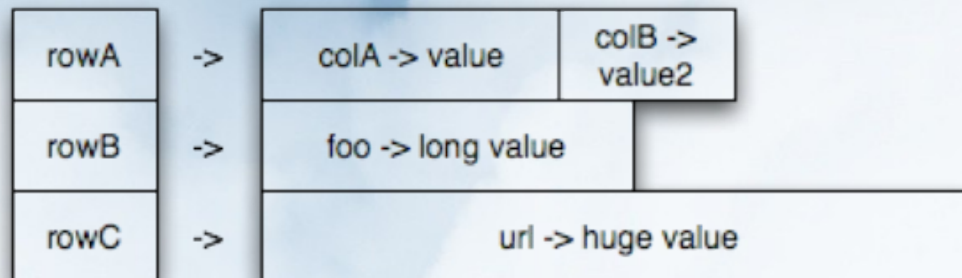 rowA -> colA -> value colB -> value2
rowB -> foo -> long value
rowC -> url -> huge value